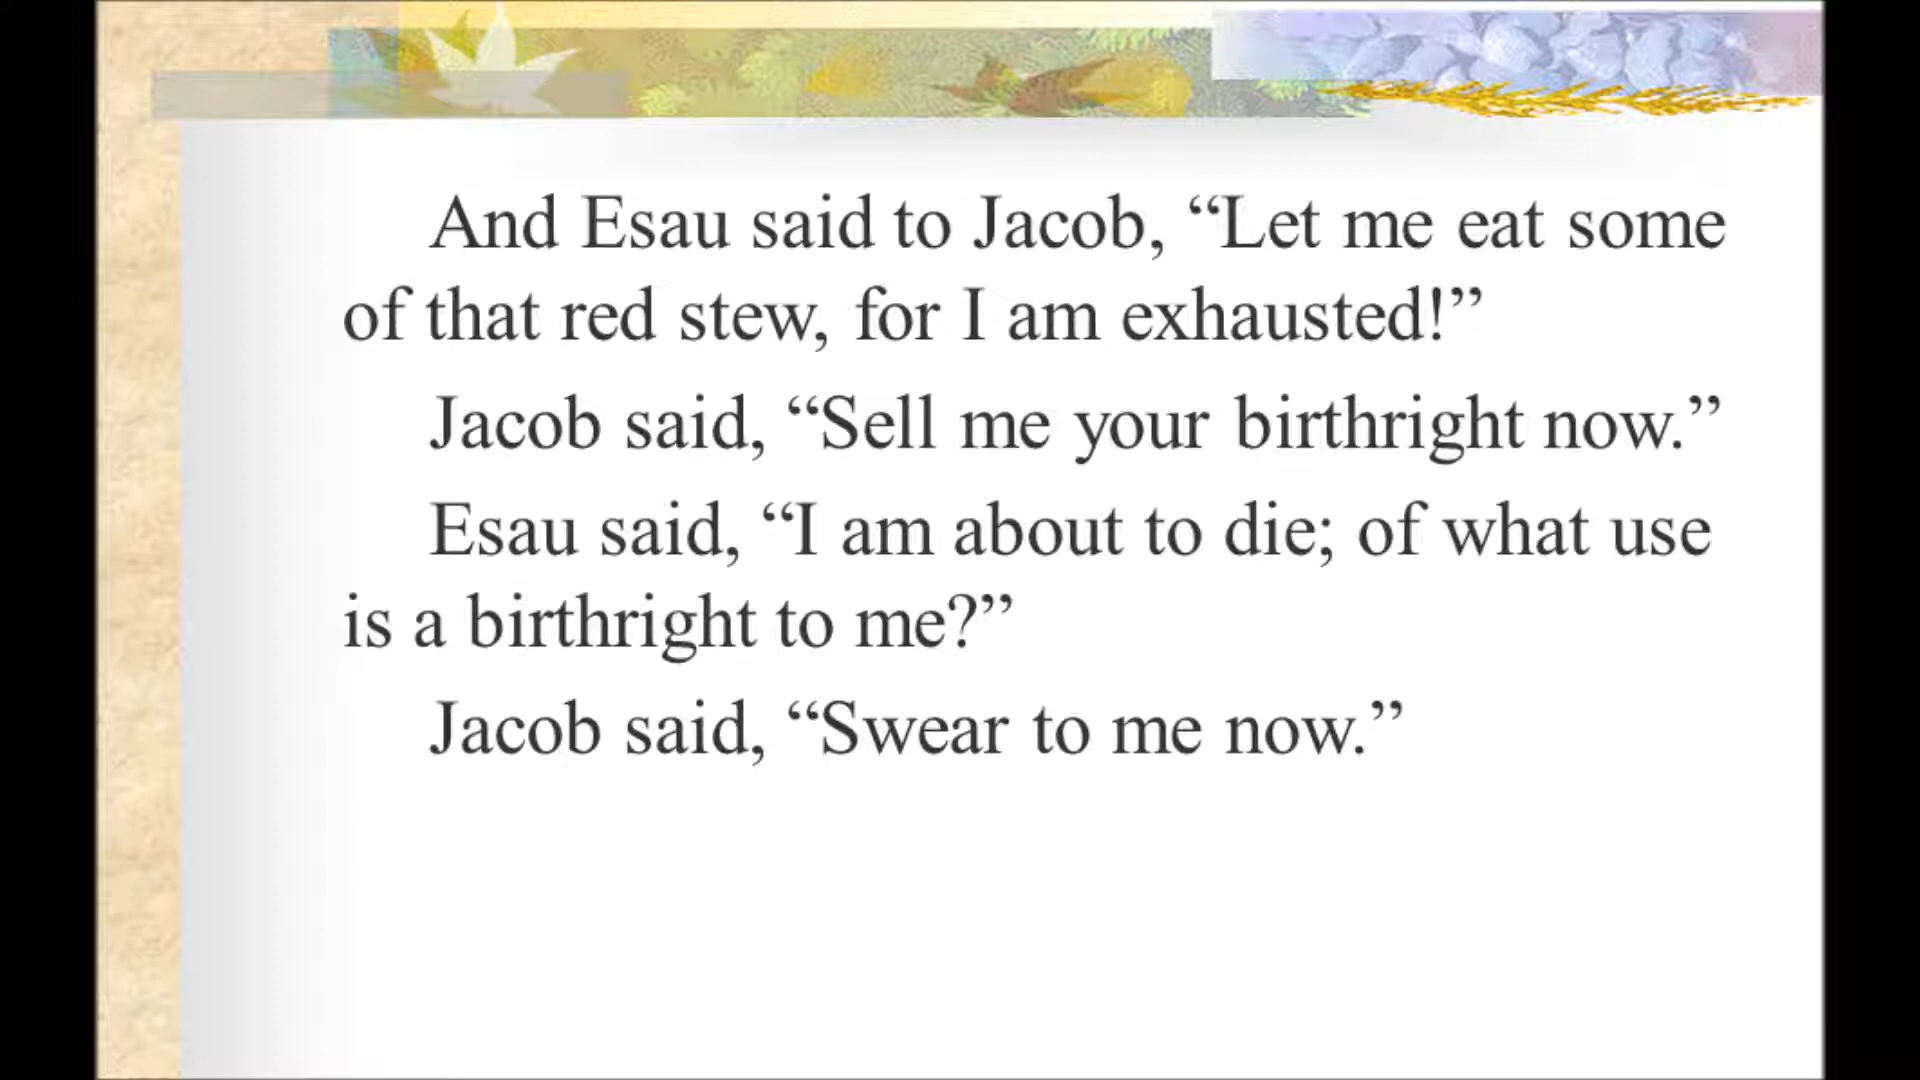 And Esau said to Jacob, “Let me eat some
of that red stew, for I am exhausted!”
Jacob said, “Sell me your birthright now.”
Esau said, “I am about to die; of what use
is a birthright to me?”
Jacob said, “Swear to me now.”